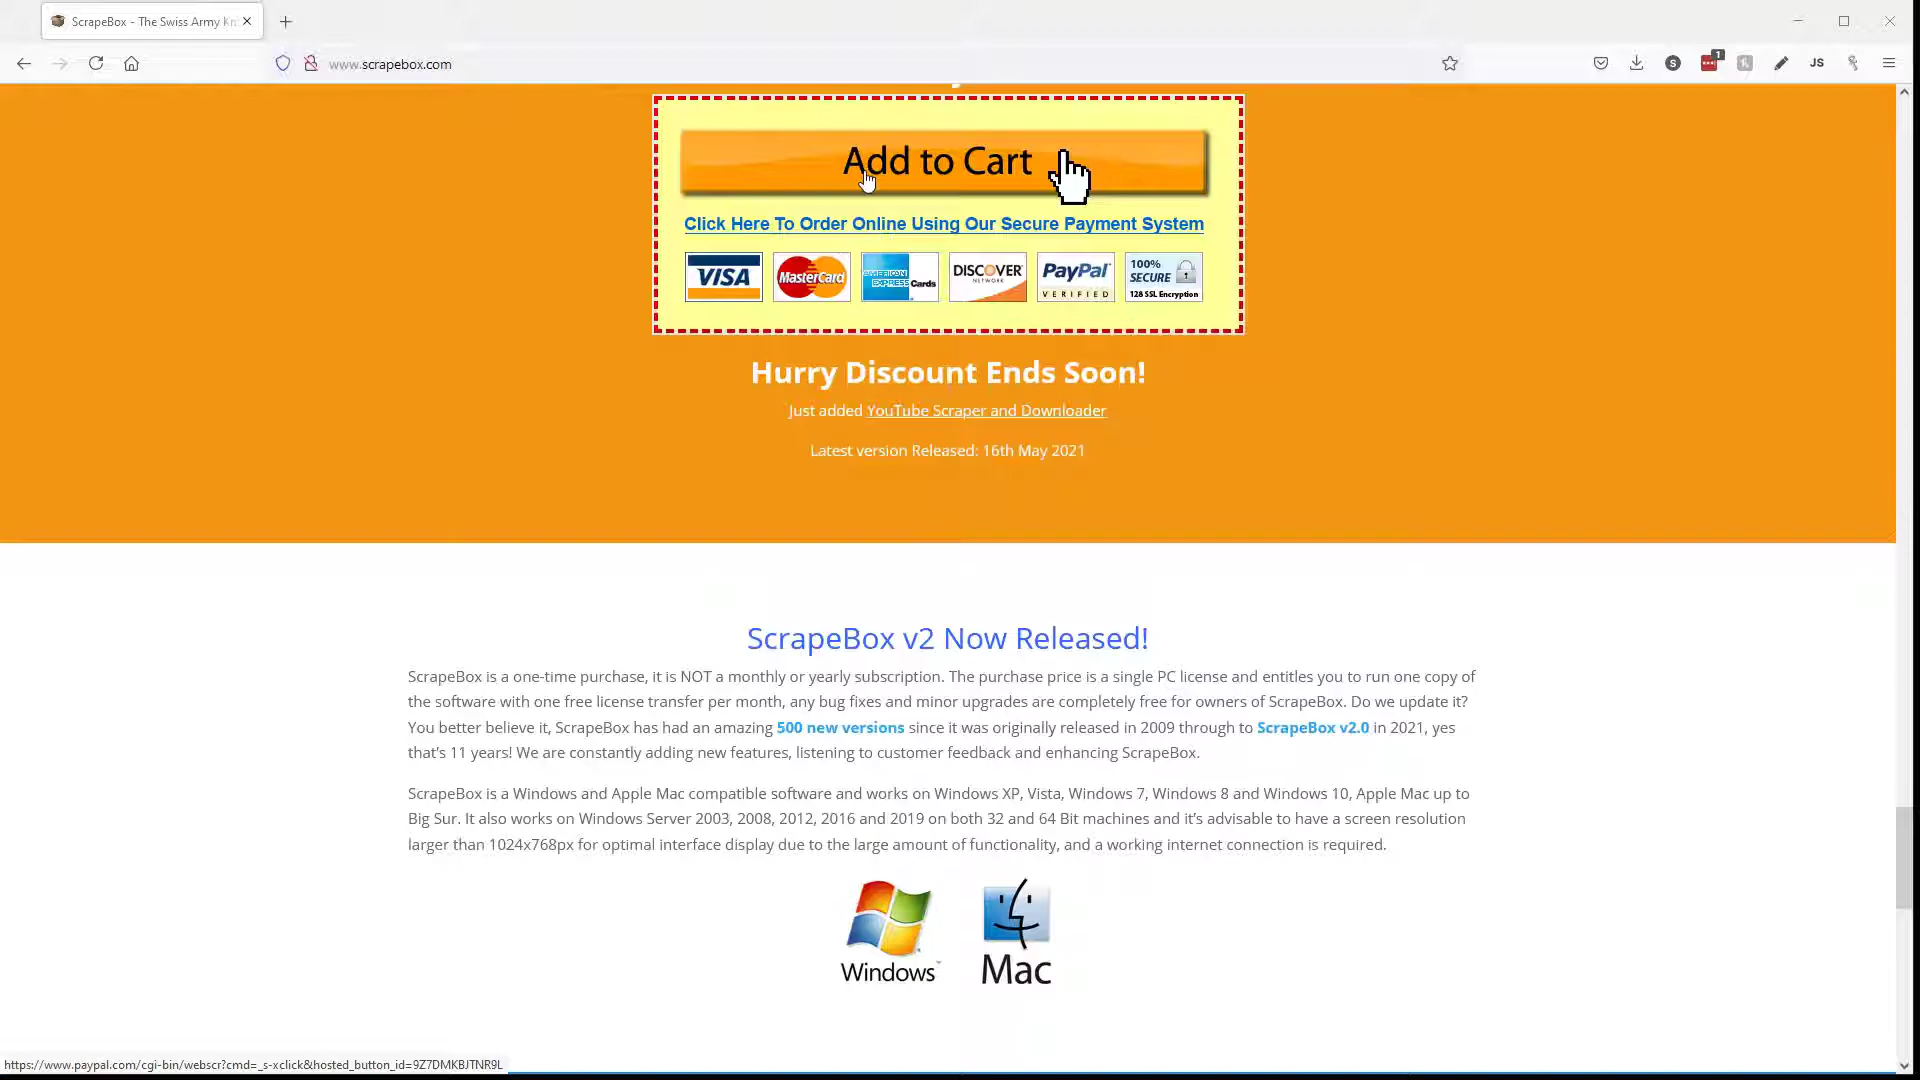 ScrapeBox - The Swiss Army Kn
www.scrapebox.com
1
S
JS
Add to Cart
Click Here To Order Online Using Our Secure Payment System
VISA
MasterCard
AMERICAN EXPRESS Cards
DISCOVER NETWORK
PayPal VERIFIED
100% SECURE 128 SSL Encryption
Hurry Discount Ends Soon!
Just added YouTube Scraper and Downloader
Latest version Released: 16th May 2021
ScrapeBox v2 Now Released!
ScrapeBox is a one-time purchase, it is NOT a monthly or yearly subscription. The purchase price is a single PC license and entitles you to run one copy of
the software with one free license transfer per month, any bug fixes and minor upgrades are completely free for owners of ScrapeBox. Do we update it?
You better believe it, ScrapeBox has had an amazing 500 new versions since it was originally released in 2009 through to ScrapeBox v2.0 in 2021, yes
that's 11 years! We are constantly adding new features, listening to customer feedback and enhancing ScrapeBox.
ScrapeBox is a Windows and Apple Mac compatible software and works on Windows XP, Vista, Windows 7, Windows 8 and Windows 10, Apple Mac up to
Big Sur. It also works on Windows Server 2003, 2008, 2012, 2016 and 2019 on both 32 and 64 Bit machines and it's advisable to have a screen resolution
larger than 1024x768px for optimal interface display due to the large amount of functionality, and a working internet connection is required.
Windows™
Mac
https://www.paypal.com/cgi-bin/webscr?cmd=_s-xclick&hosted_button_id=9Z7DMKBJTNR9L